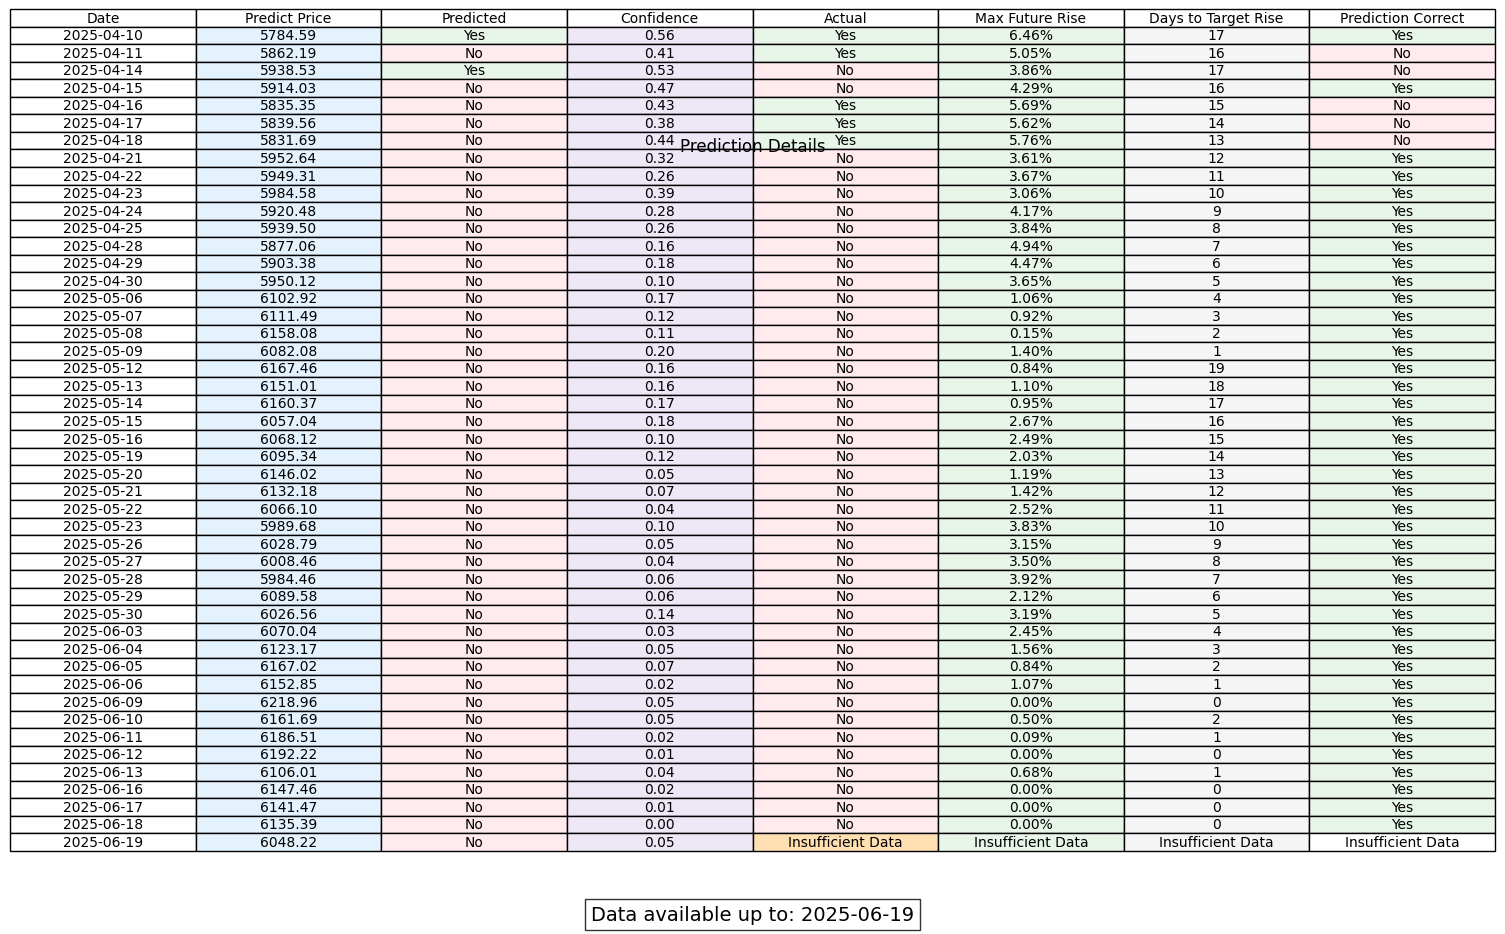 Date Predict Price Predicted Confidence Actual Max Future Rise Days to Target Rise Prediction Correct
2025-04-10 5784.59 Yes 0.56 Yes 6.46% 17 Yes
2025-04-11 5862.19 No 0.41 Yes 5.05% 16 No
2025-04-14 5938.53 Yes 0.53 No 3.86% 17 No
2025-04-15 5914.03 No 0.47 No 4.29% 16 Yes
2025-04-16 5835.35 No 0.43 Yes 5.69% 15 No
2025-04-17 5839.56 No 0.38 Yes 5.62% 14 No
2025-04-18 5831.69 No 0.44 Yes 5.76% 13 No
Prediction Details
2025-04-21 5952.64 No 0.32 No 3.61% 12 Yes
2025-04-22 5949.31 No 0.26 No 3.67% 11 Yes
2025-04-23 5984.58 No 0.39 No 3.06% 10 Yes
2025-04-24 5920.48 No 0.28 No 4.17% 9 Yes
2025-04-25 5939.50 No 0.26 No 3.84% 8 Yes
2025-04-28 5877.06 No 0.16 No 4.94% 7 Yes
2025-04-29 5903.38 No 0.18 No 4.47% 6 Yes
2025-04-30 5950.12 No 0.10 No 3.65% 5 Yes
2025-05-06 6102.92 No 0.17 No 1.06% 4 Yes
2025-05-07 6111.49 No 0.12 No 0.92% 3 Yes
2025-05-08 6158.08 No 0.11 No 0.15% 2 Yes
2025-05-09 6082.08 No 0.20 No 1.40% 1 Yes
2025-05-12 6167.46 No 0.16 No 0.84% 19 Yes
2025-05-13 6151.01 No 0.16 No 1.10% 18 Yes
2025-05-14 6160.37 No 0.17 No 0.95% 17 Yes
2025-05-15 6057.04 No 0.18 No 2.67% 16 Yes
2025-05-16 6068.12 No 0.10 No 2.49% 15 Yes
2025-05-19 6095.34 No 0.12 No 2.03% 14 Yes
2025-05-20 6146.02 No 0.05 No 1.19% 13 Yes
2025-05-21 6132.18 No 0.07 No 1.42% 12 Yes
2025-05-22 6066.10 No 0.04 No 2.52% 11 Yes
2025-05-23 5989.68 No 0.10 No 3.83% 10 Yes
2025-05-26 6028.79 No 0.05 No 3.15% 9 Yes
2025-05-27 6008.46 No 0.04 No 3.50% 8 Yes
2025-05-28 5984.46 No 0.06 No 3.92% 7 Yes
2025-05-29 6089.58 No 0.06 No 2.12% 6 Yes
2025-05-30 6026.56 No 0.14 No 3.19% 5 Yes
2025-06-03 6070.04 No 0.03 No 2.45% 4 Yes
2025-06-04 6123.17 No 0.05 No 1.56% 3 Yes
2025-06-05 6167.02 No 0.07 No 0.84% 2 Yes
2025-06-06 6152.85 No 0.02 No 1.07% 1 Yes
2025-06-09 6218.96 No 0.05 No 0.00% 0 Yes
2025-06-10 6161.69 No 0.05 No 0.50% 2 Yes
2025-06-11 6186.51 No 0.02 No 0.09% 1 Yes
2025-06-12 6192.22 No 0.01 No 0.00% 0 Yes
2025-06-13 6106.01 No 0.04 No 0.68% 1 Yes
2025-06-16 6147.46 No 0.02 No 0.00% 0 Yes
2025-06-17 6141.47 No 0.01 No 0.00% 0 Yes
2025-06-18 6135.39 No 0.00 No 0.00% 0 Yes
2025-06-19 6048.22 No 0.05 Insufficient Data Insufficient Data Insufficient Data Insufficient Data
Data available up to: 2025-06-19